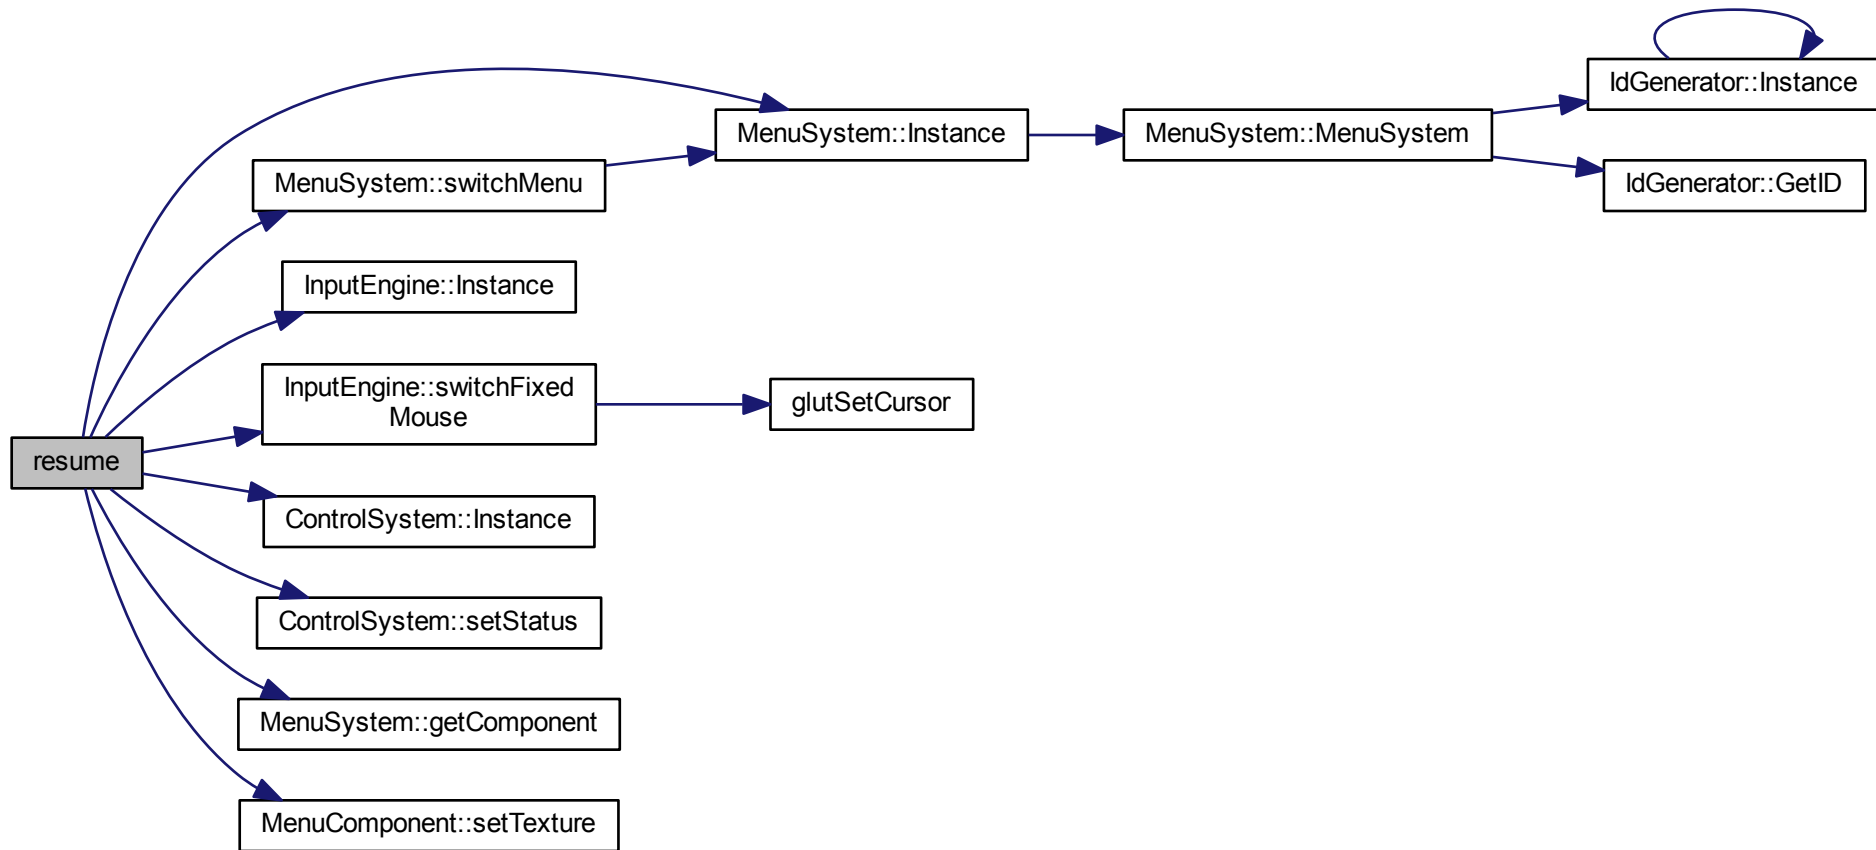 IdGenerator::Instance
MenuSystem::Instance
MenuSystem::MenuSystem
MenuSystem::switchMenu
IdGenerator::GetID
InputEngine::Instance
InputEngine::switchFixed
Mouse
glutSetCursor
resume
ControlSystem::Instance
ControlSystem::setStatus
MenuSystem::getComponent
MenuComponent::setTexture